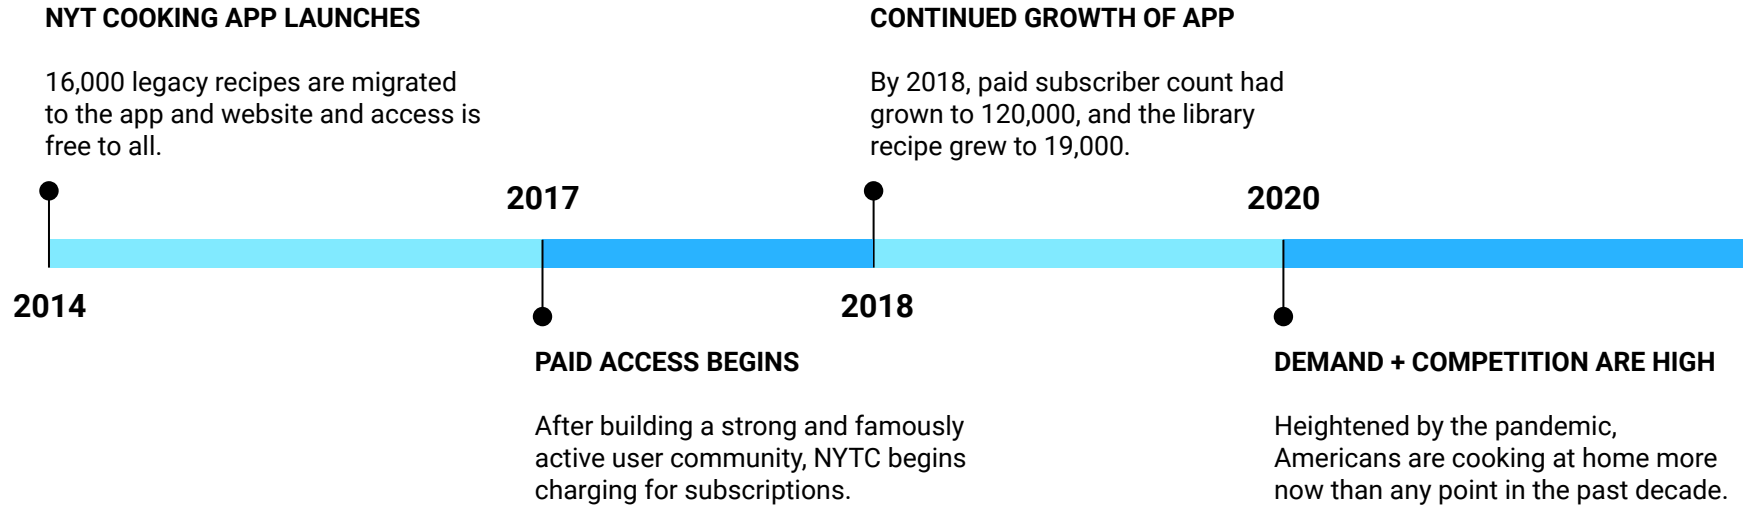 NYT COOKING APP LAUNCHES
16,000 legacy recipes are migrated
to the app and website and access is
free to all.
2014
2017
PAID ACCESS BEGINS
After building a strong and famously
active user community, NYTC begins
charging for subscriptions.
CONTINUED GROWTH OF APP
By 2018, paid subscriber count had
grown to 120,000, and the library
recipe grew to 19,000.
2018
2020
DEMAND + COMPETITION ARE HIGH
Heightened by the pandemic,
Americans are cooking at home more
now than any point in the past decade.